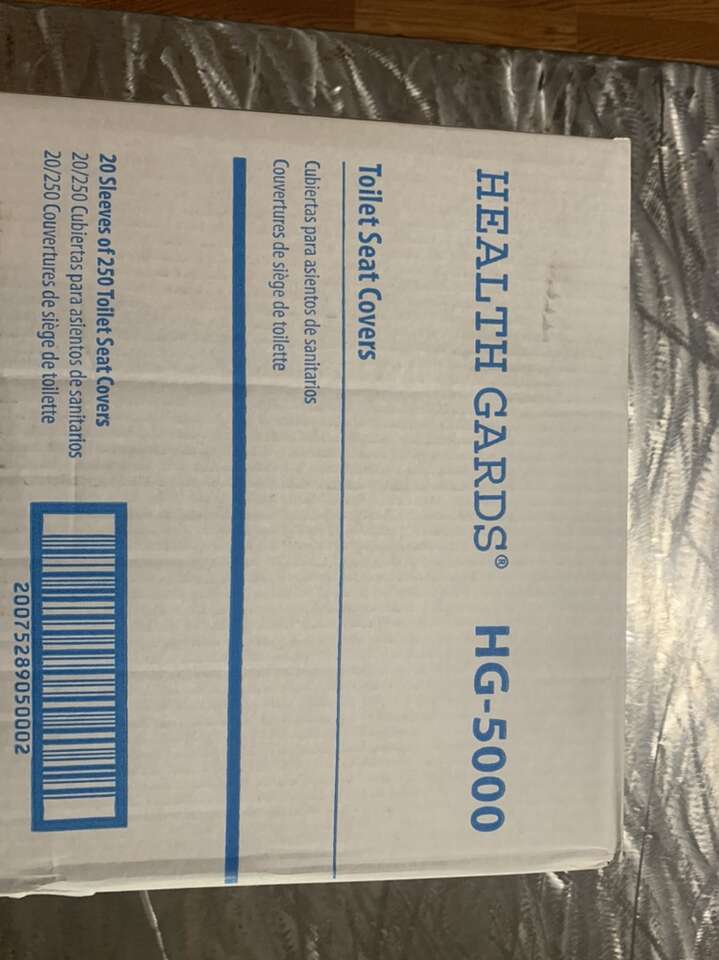 HEALTH GARDS® HG-5000
Toilet Seat Covers
Cubiertas para asientos de sanitarios
Couvertures de siège de toilette
20 Sleeves of 250 Toilet Seat Covers
20/250 Cubiertas para asientos de sanitarios
20/250 Couvertures de siège de toilette
20075289050002